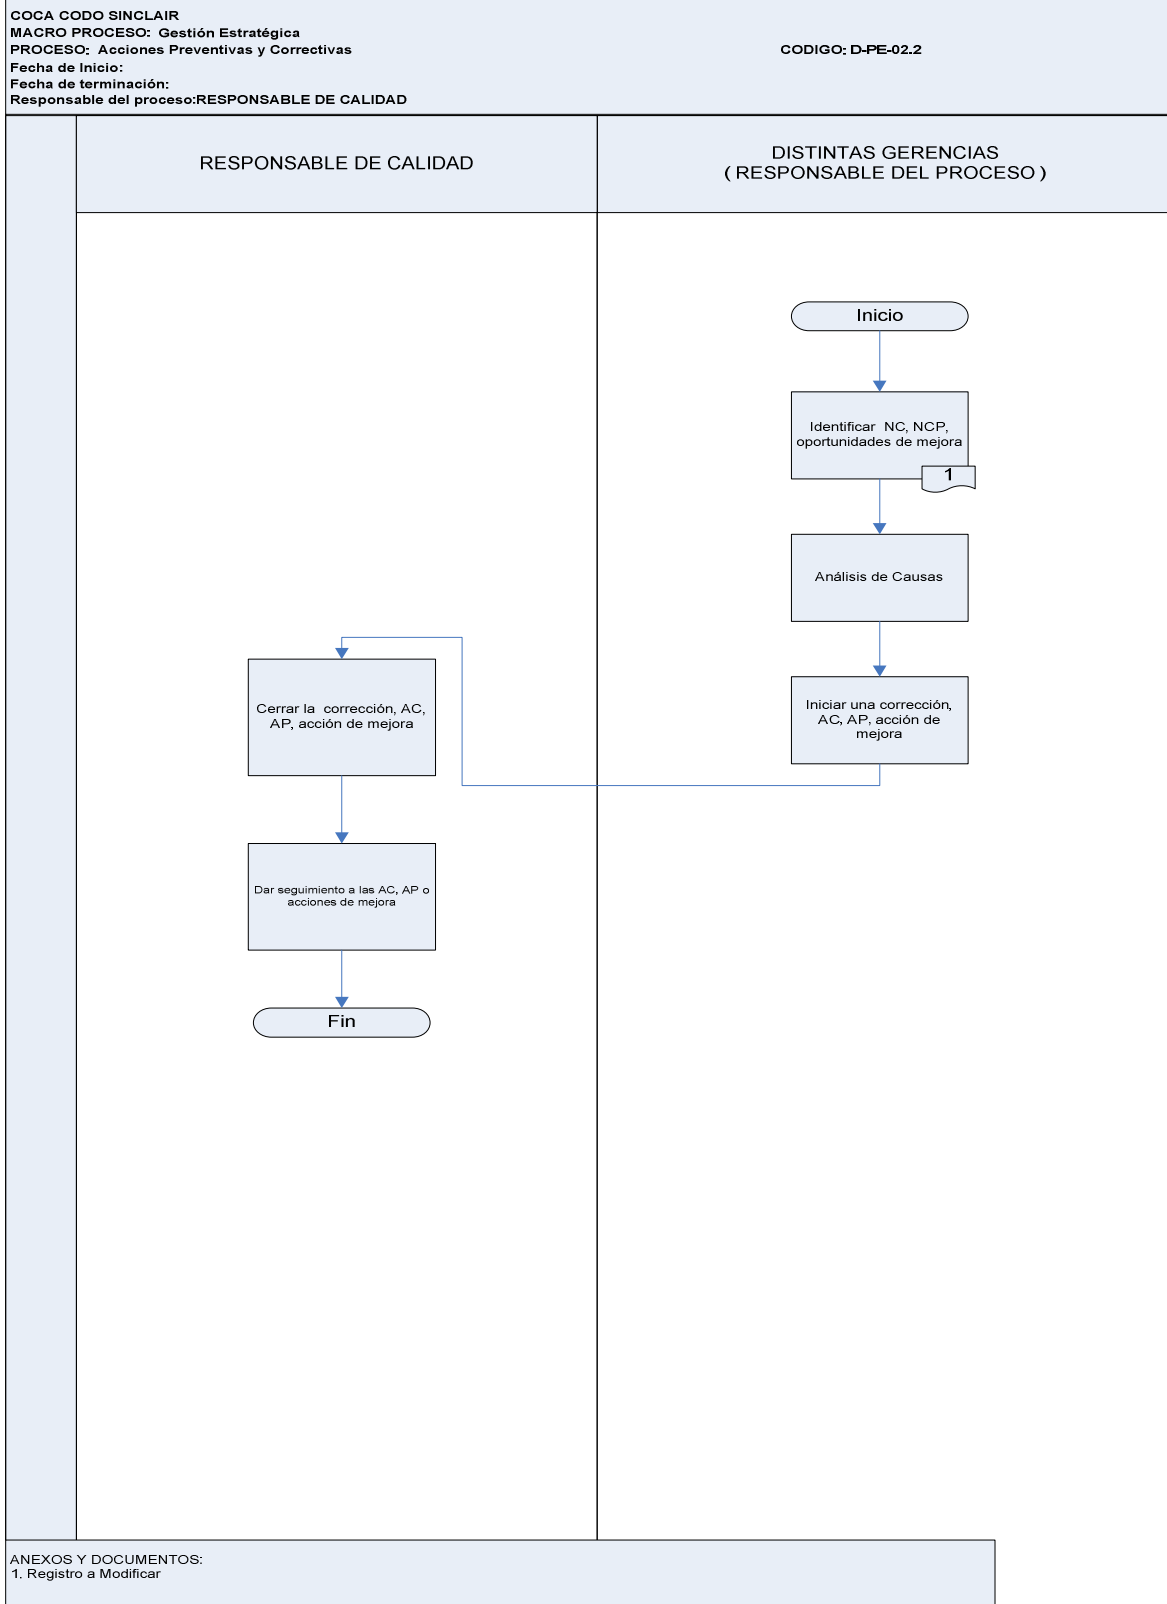 COCA CODO SINCLAIR
MACRO PROCESO: Gestión Estratégica
PROCESO: Acciones Preventivas y Correctivas
CODIGO: D-PE-02.2
Fecha de Inicio:
Fecha de terminación:
Responsable del proceso:RESPONSABLE DE CALIDAD
RESPONSABLE DE CALIDAD
DISTINTAS GERENCIAS
( RESPONSABLE DEL PROCESO )
Inicio
Identificar NC, NCP,
oportunidades de mejora
1
Análisis de Causas
Iniciar una corrección,
AC, AP, acción de
mejora
Cerrar la corrección, AC,
AP, acción de mejora
Dar seguimiento a las AC, AP o
acciones de mejora
Fin
ANEXOS Y DOCUMENTOS:
1. Registro a Modificar